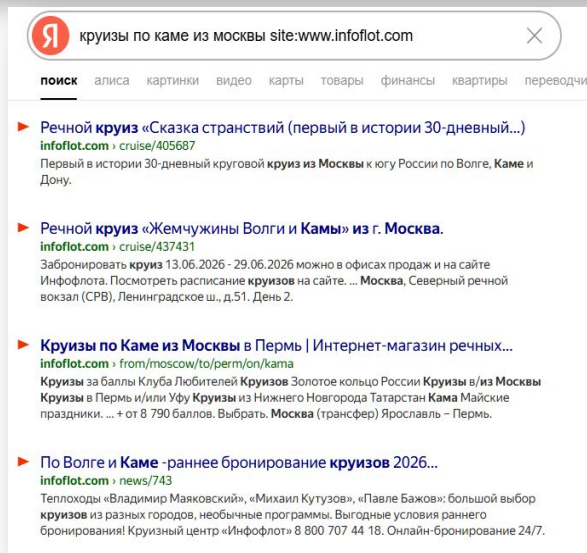 Я круизы по каме из москвы site:www.infoflot.com
поиск алиса картинки видео карты товары финансы квартиры переводчи
Речной круиз «Сказка странствий (первый в истории 30-дневный...)
infoflot.com › cruise/405687
Первый в истории 30-дневный круговой круиз из Москвы к югу России по Волге, Каме и
Дону.
Речной круиз «Жемчужины Волги и Камы» из г. Москва.
infoflot.com › cruise/437431
Забронировать круиз 13.06.2026 - 29.06.2026 можно в офисах продаж и на сайте
Инфофлота. Посмотреть расписание круизов на сайте. ... Москва, Северный речной
вокзал (СРВ), Ленинградское ш., д.51. День 2.
Круизы по Каме из Москвы в Пермь | Интернет-магазин речных...
infoflot.com › from/moscow/to/perm/on/kama
Круизы за баллы Клуба Любителей Круизов Золотое кольцо России Круизы в/из Москвы
Круизы в Пермь и/или Уфу Круизы из Нижнего Новгорода Татарстан Кама Майские
праздники. ... + от 8 790 баллов. Выбрать. Москва (трансфер) Ярославль – Пермь.
По Волге и Каме -раннее бронирование круизов 2026...
infoflot.com › news/743
Теплоходы «Владимир Маяковский», «Михаил Кутузов», «Павле Бажов»: большой выбор
круизов из разных городов, необычные программы. Выгодные условия раннего
бронирования! Круизный центр «Инфофлот» 8 800 707 44 18. Онлайн-бронирование 24/7.